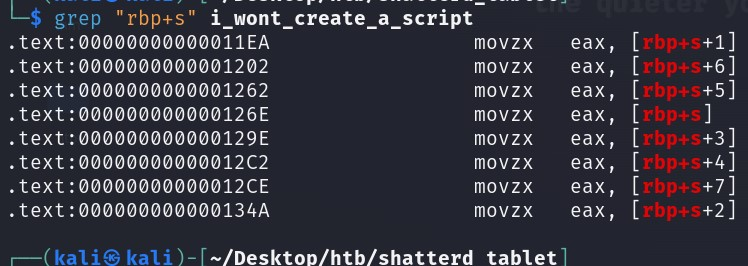 └─$ grep "rbp+s" i_wont_create_a_script
.text:00000000000011EA movzx eax, [rbp+s+1]
.text:0000000000001202 movzx eax, [rbp+s+6]
.text:0000000000001262 movzx eax, [rbp+s+5]
.text:000000000000126E movzx eax, [rbp+s]
.text:000000000000129E movzx eax, [rbp+s+3]
.text:00000000000012C2 movzx eax, [rbp+s+4]
.text:00000000000012CE movzx eax, [rbp+s+7]
.text:000000000000134A movzx eax, [rbp+s+2]
┌──(kali㉿kali)-[~/Desktop/htb/shatterd_tablet]